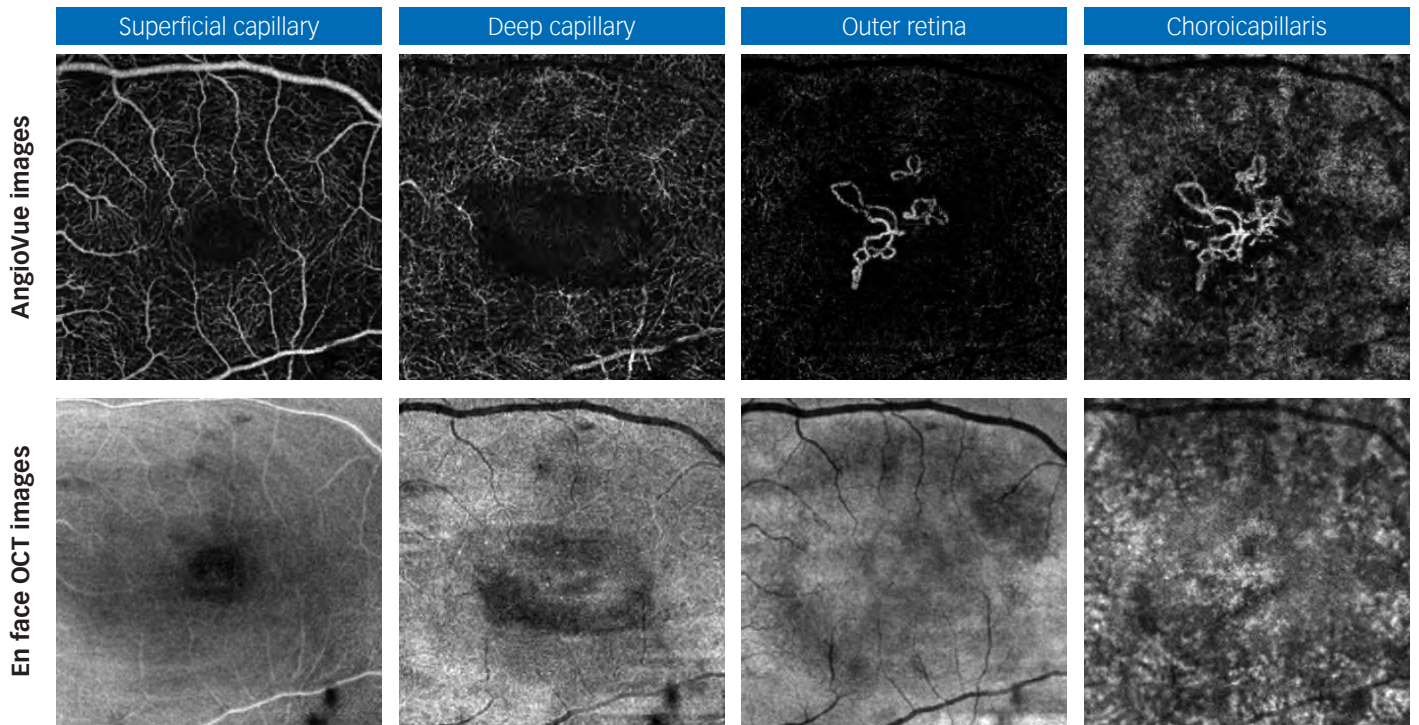 Superficial capillary
Deep capillary
Outer retina
Choroicapillaris
AngioVue images
En face OCT images